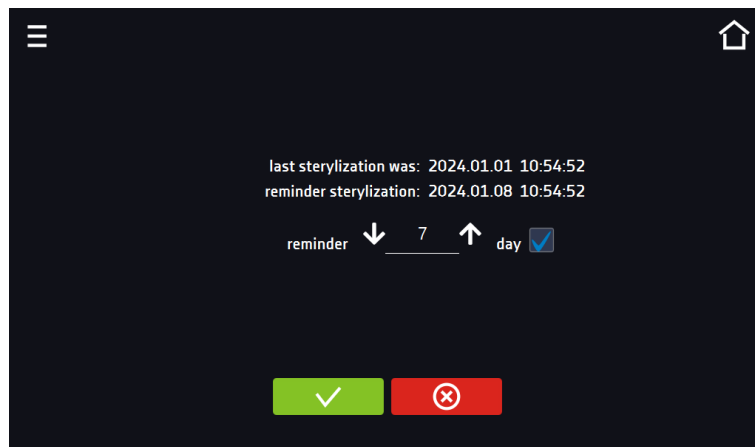 last sterylization was: 2024.01.01 10:54:52
reminder sterylization: 2024.01.08 10:54:52
reminder 7 day